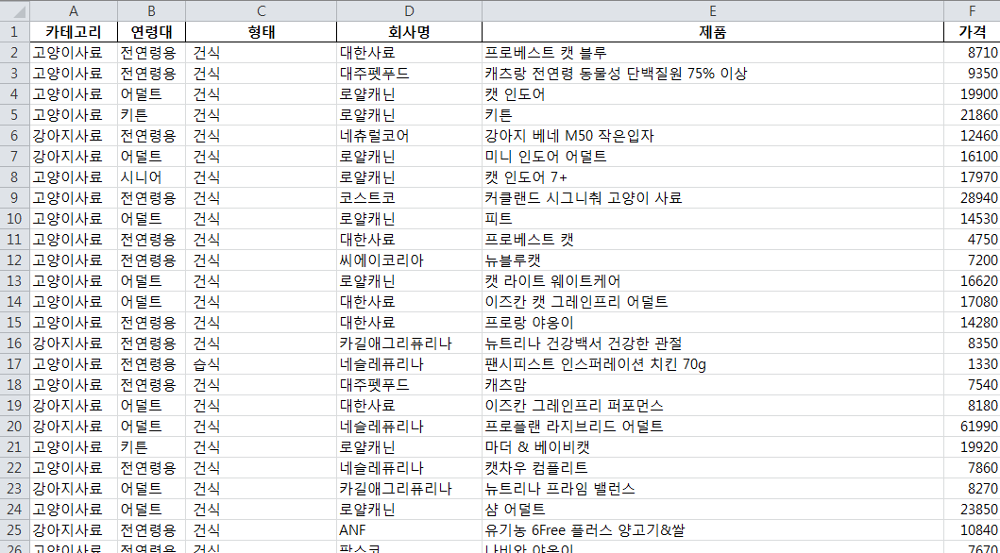 A B C D E F
1 카테고리 연령대 형태 회사명 제품 가격
2 고양이사료 전연령용 건식 대한사료 프로베스트 캣 블루 8710
3 고양이사료 전연령용 건식 대주펫푸드 캐츠랑 전연령 동물성 단백질원 75% 이상 9350
4 고양이사료 어덜트 건식 로얄캐닌 캣 인도어 19900
5 고양이사료 키튼 건식 로얄캐닌 키튼 21860
6 강아지사료 전연령용 건식 네츄럴코어 강아지 베네 M50 작은입자 12460
7 강아지사료 어덜트 건식 로얄캐닌 미니 인도어 어덜트 16100
8 고양이사료 시니어 건식 로얄캐닌 캣 인도어 7+ 17970
9 고양이사료 전연령용 건식 코스트코 커클랜드 시그니춰 고양이 사료 28940
10 고양이사료 어덜트 건식 로얄캐닌 피트 14530
11 고양이사료 전연령용 건식 대한사료 프로베스트 캣 4750
12 고양이사료 전연령용 건식 씨에이코리아 뉴블루캣 7200
13 고양이사료 어덜트 건식 로얄캐닌 캣 라이트 웨이트케어 16620
14 고양이사료 어덜트 건식 대한사료 이즈칸 캣 그레인프리 어덜트 17080
15 고양이사료 전연령용 건식 대한사료 프로랑 야옹이 14280
16 강아지사료 전연령용 건식 카길애그리퓨리나 뉴트리나 건강백서 건강한 관절 8350
17 고양이사료 전연령용 습식 네슬레퓨리나 팬시피스트 인스퍼레이션 치킨 70g 1330
18 고양이사료 전연령용 건식 대주펫푸드 캐츠맘 7540
19 강아지사료 어덜트 건식 대한사료 이즈칸 그레인프리 퍼포먼스 8180
20 강아지사료 어덜트 건식 네슬레퓨리나 프로플랜 라지브리드 어덜트 61990
21 고양이사료 키튼 건식 로얄캐닌 마더 & 베이비캣 19920
22 고양이사료 전연령용 건식 네슬레퓨리나 캣차우 컴플리트 7860
23 강아지사료 어덜트 건식 카길애그리퓨리나 뉴트리나 프라임 밸런스 8270
24 고양이사료 어덜트 건식 로얄캐닌 샴 어덜트 23850
25 강아지사료 전연령용 건식 ANF 유기농 6Free 플러스 양고기&쌀 10840
26 고양이사료 전연령용 건식 팜스코 나비와 야옹이 7670